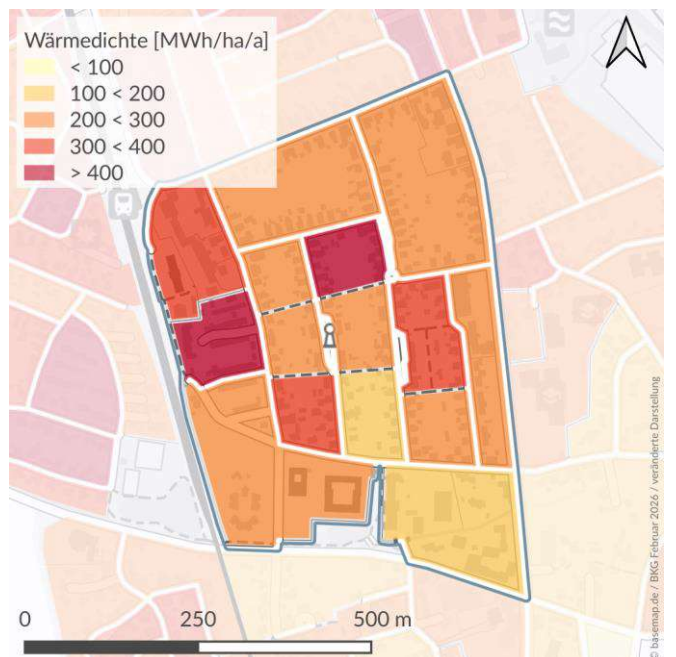 Wärmedichte [MWh/ha/a]
< 100
100 < 200
200 < 300
300 < 400
> 400
0 250 500 m
© basemap.de / BKG Februar 2026 / veränderte Darstellung